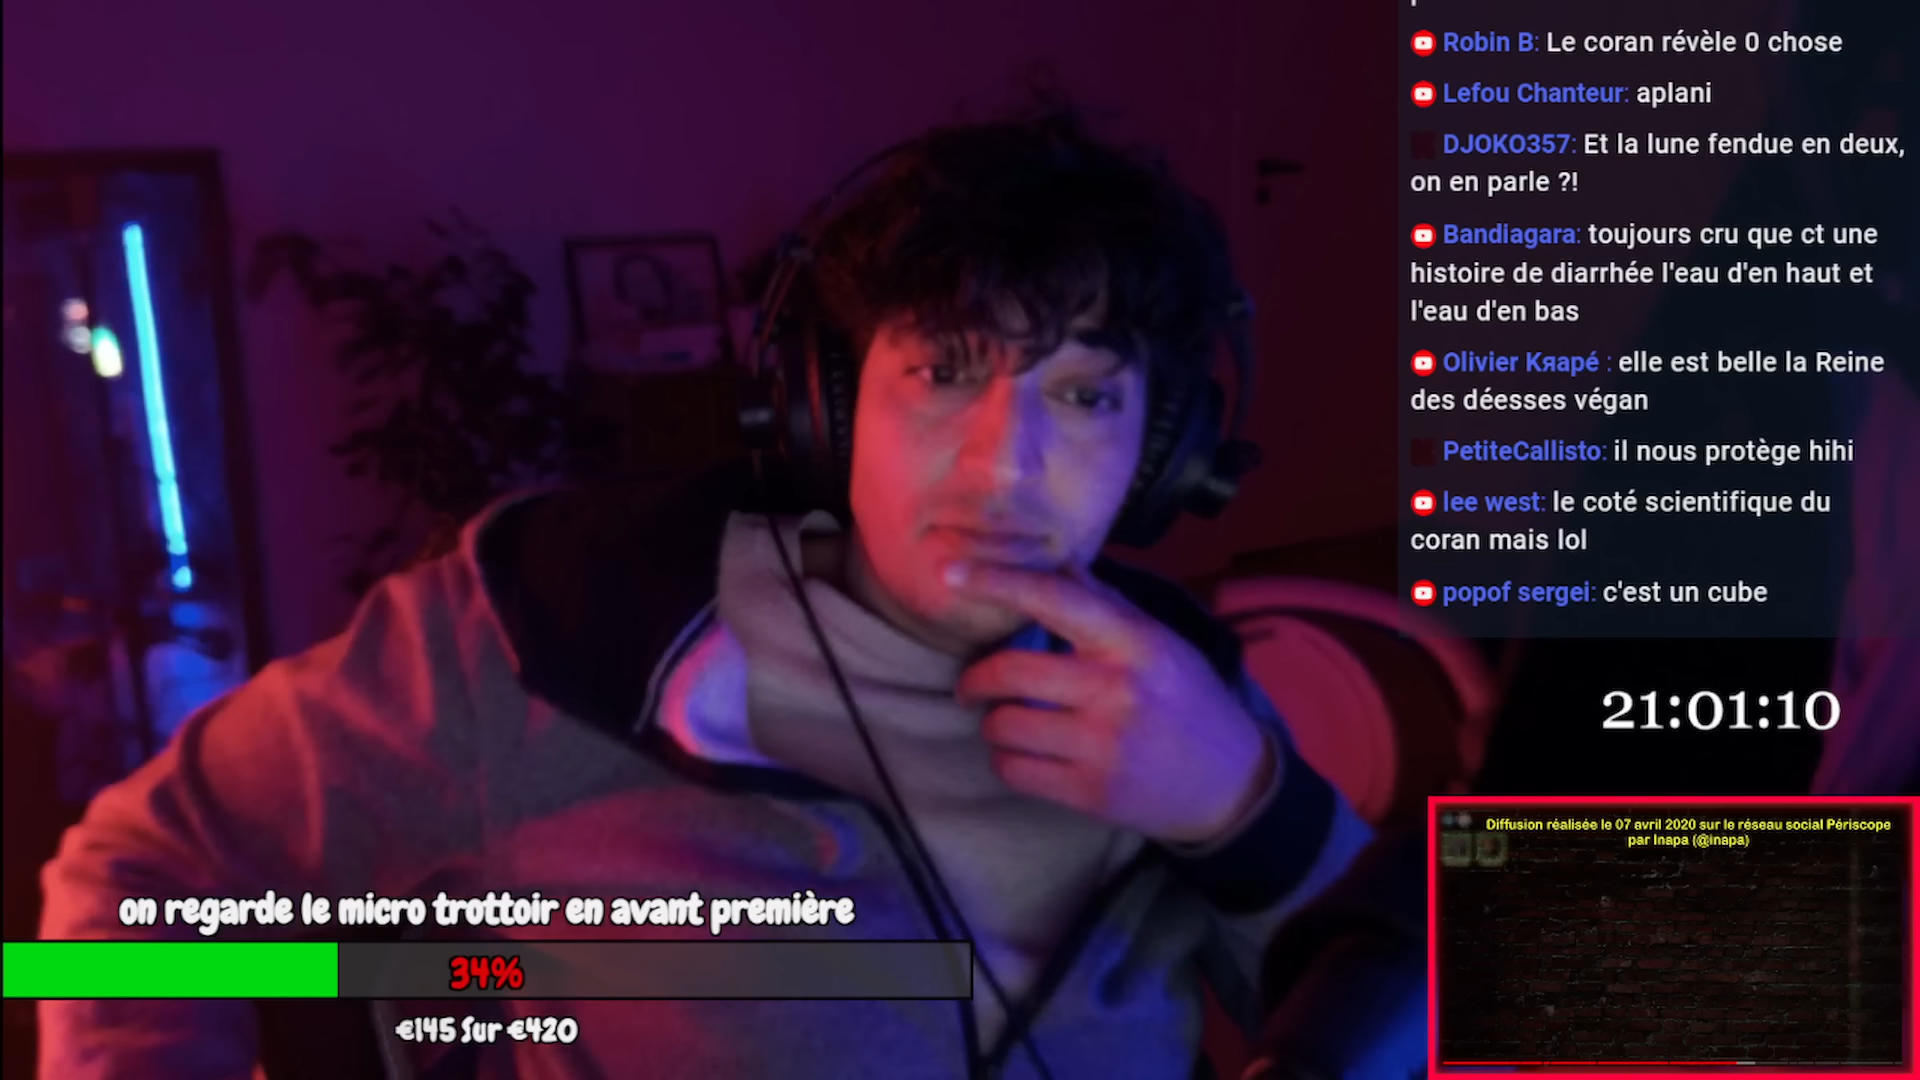 Robin B: Le coran révèle 0 chose
Lefou Chanteur: aplani
DJOKO357: Et la lune fendue en deux,
on en parle ?!
Bandiagara: toujours cru que ct une
histoire de diarrhée l'eau d'en haut et
l'eau d'en bas
Olivier Kяapé : elle est belle la Reine
des déesses végan
PetiteCallisto: il nous protège hihi
lee west: le coté scientifique du
coran mais lol
popof sergei: c'est un cube
21:01:10
Diffusion réalisée le 07 avril 2020 sur le réseau social Périscope
par Inapa (@inapa)
on regarde le micro trottoir en avant première
34%
€145 Sur €420